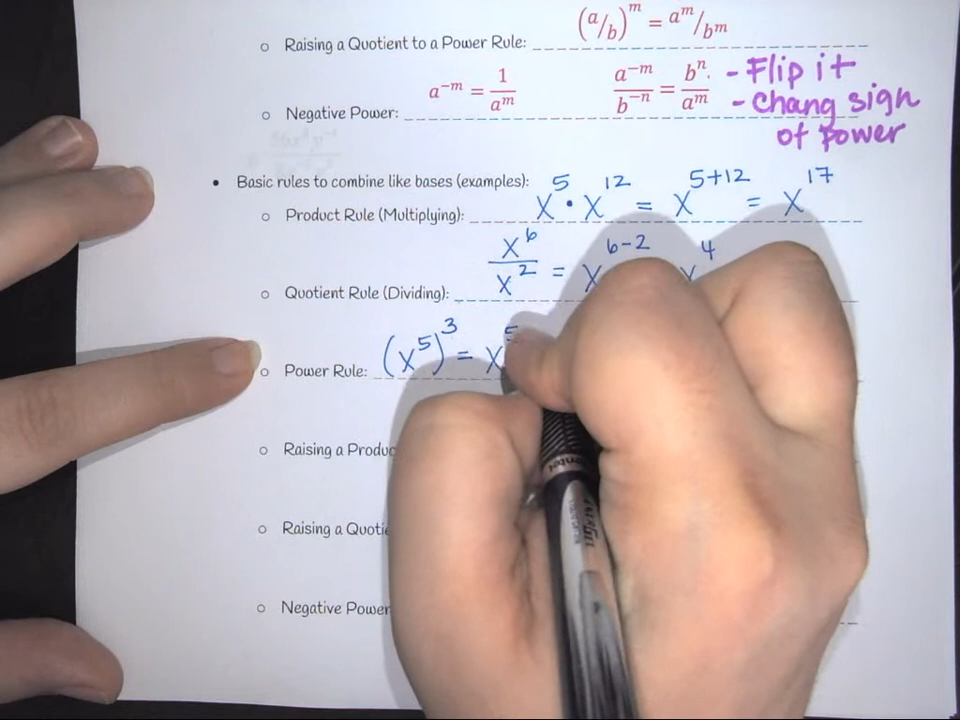 ○ Raising a Quotient to a Power Rule: (a/b)^m = a^m/b^m
○ Negative Power: a^{-m} = 1/a^m a^{-m}/b^{-n} = b^n/a^m. - Flip it
- Chang sign
of power
• Basic rules to combine like bases (examples):
○ Product Rule (Multiplying): x^5 • x^12 = x^{5+12} = x^17
○ Quotient Rule (Dividing): x^6/x^2 = x^{6-2} x^4
○ Power Rule: (x^5)^3 = x^5
○ Raising a
○ Raising a
○ Negative Power